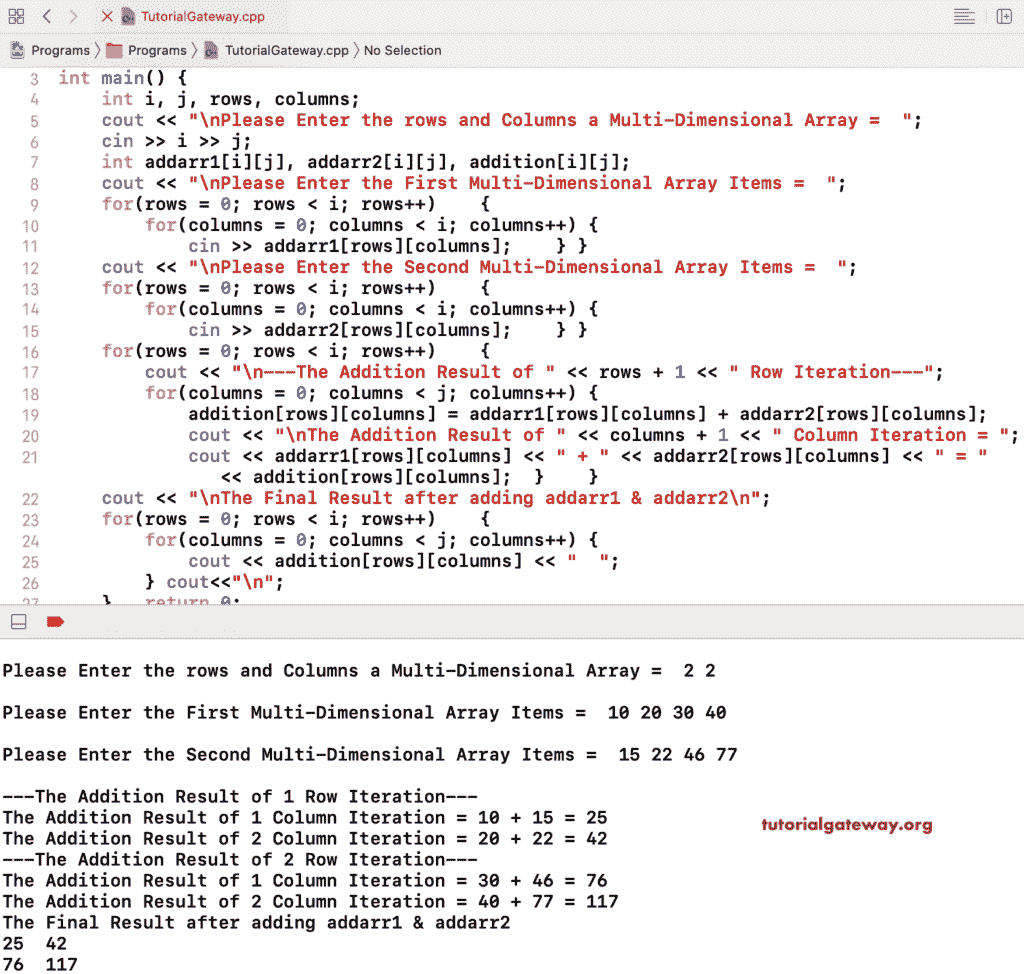 TutorialGateway.cpp
Programs Programs TutorialGateway.cpp No Selection
3 int main() {
4 int i, j, rows, columns;
5 cout << "\nPlease Enter the rows and Columns a Multi-Dimensional Array =  ";
6 cin >> i >> j;
7 int addarr1[i][j], addarr2[i][j], addition[i][j];
8 cout << "\nPlease Enter the First Multi-Dimensional Array Items =  ";
9 for(rows = 0; rows < i; rows++)    {
10 for(columns = 0; columns < i; columns++) {
11 cin >> addarr1[rows][columns];    } }
12 cout << "\nPlease Enter the Second Multi-Dimensional Array Items =  ";
13 for(rows = 0; rows < i; rows++)    {
14 for(columns = 0; columns < i; columns++) {
15 cin >> addarr2[rows][columns];    } }
16 for(rows = 0; rows < i; rows++)    {
17 cout << "\n---The Addition Result of " << rows + 1 << " Row Iteration---";
18 for(columns = 0; columns < j; columns++) {
19 addition[rows][columns] = addarr1[rows][columns] + addarr2[rows][columns];
20 cout << "\nThe Addition Result of " << columns + 1 << " Column Iteration = ";
21 cout << addarr1[rows][columns] << " + " << addarr2[rows][columns] << " = "
<< addition[rows][columns];  }    }
22 cout << "\nThe Final Result after adding addarr1 & addarr2\n";
23 for(rows = 0; rows < i; rows++)    {
24 for(columns = 0; columns < j; columns++) {
25 cout << addition[rows][columns] << "  ";
26 } cout<<"\n";
27 }   return 0;
Please Enter the rows and Columns a Multi-Dimensional Array =  2 2
Please Enter the First Multi-Dimensional Array Items =  10 20 30 40
Please Enter the Second Multi-Dimensional Array Items =  15 22 46 77
---The Addition Result of 1 Row Iteration---
The Addition Result of 1 Column Iteration = 10 + 15 = 25
tutorialgateway.org
The Addition Result of 2 Column Iteration = 20 + 22 = 42
---The Addition Result of 2 Row Iteration---
The Addition Result of 1 Column Iteration = 30 + 46 = 76
The Addition Result of 2 Column Iteration = 40 + 77 = 117
The Final Result after adding addarr1 & addarr2
25  42
76  117